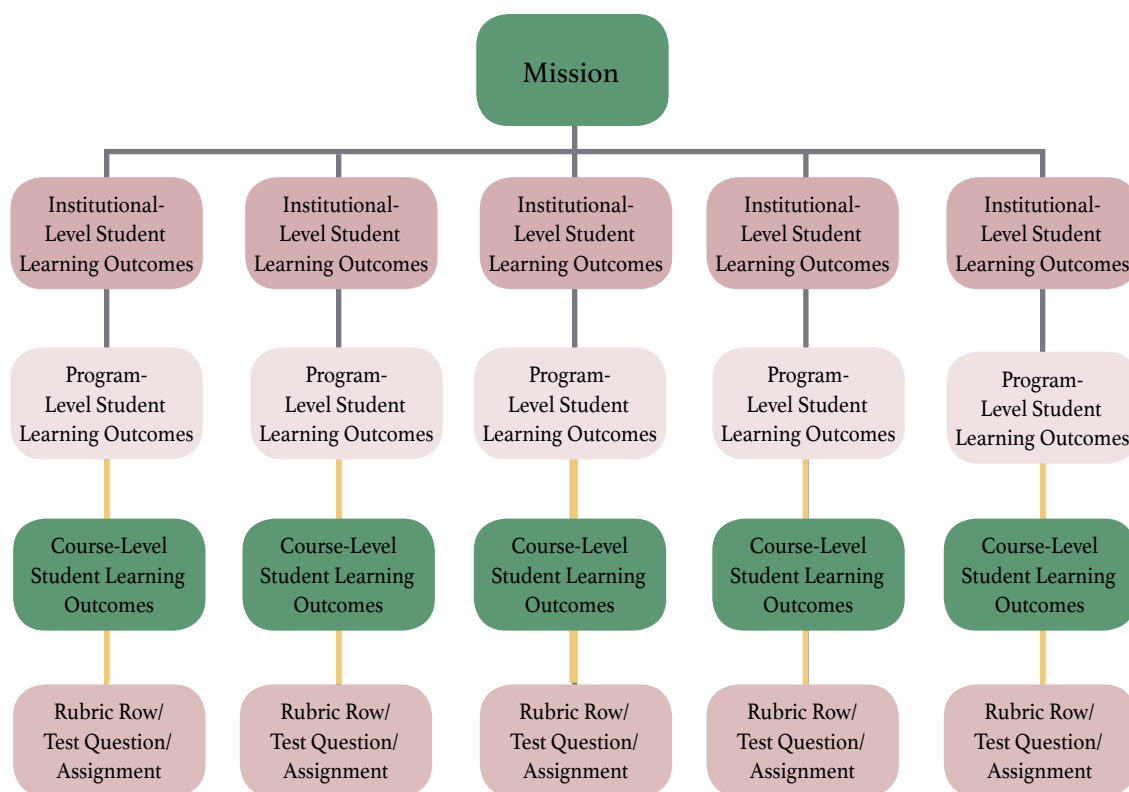 Mission
Institutional-
Level Student
Learning Outcomes
Institutional-
Level Student
Learning Outcomes
Institutional-
Level Student
Learning Outcomes
Institutional-
Level Student
Learning Outcomes
Institutional-
Level Student
Learning Outcomes
Program-
Level Student
Learning Outcomes
Program-
Level Student
Learning Outcomes
Program-
Level Student
Learning Outcomes
Program-
Level Student
Learning Outcomes
Program-
Level Student
Learning Outcomes
Course-Level
Student Learning
Outcomes
Course-Level
Student Learning
Outcomes
Course-Level
Student Learning
Outcomes
Course-Level
Student Learning
Outcomes
Course-Level
Student Learning
Outcomes
Rubric Row/
Test Question/
Assignment
Rubric Row/
Test Question/
Assignment
Rubric Row/
Test Question/
Assignment
Rubric Row/
Test Question/
Assignment
Rubric Row/
Test Question/
Assignment